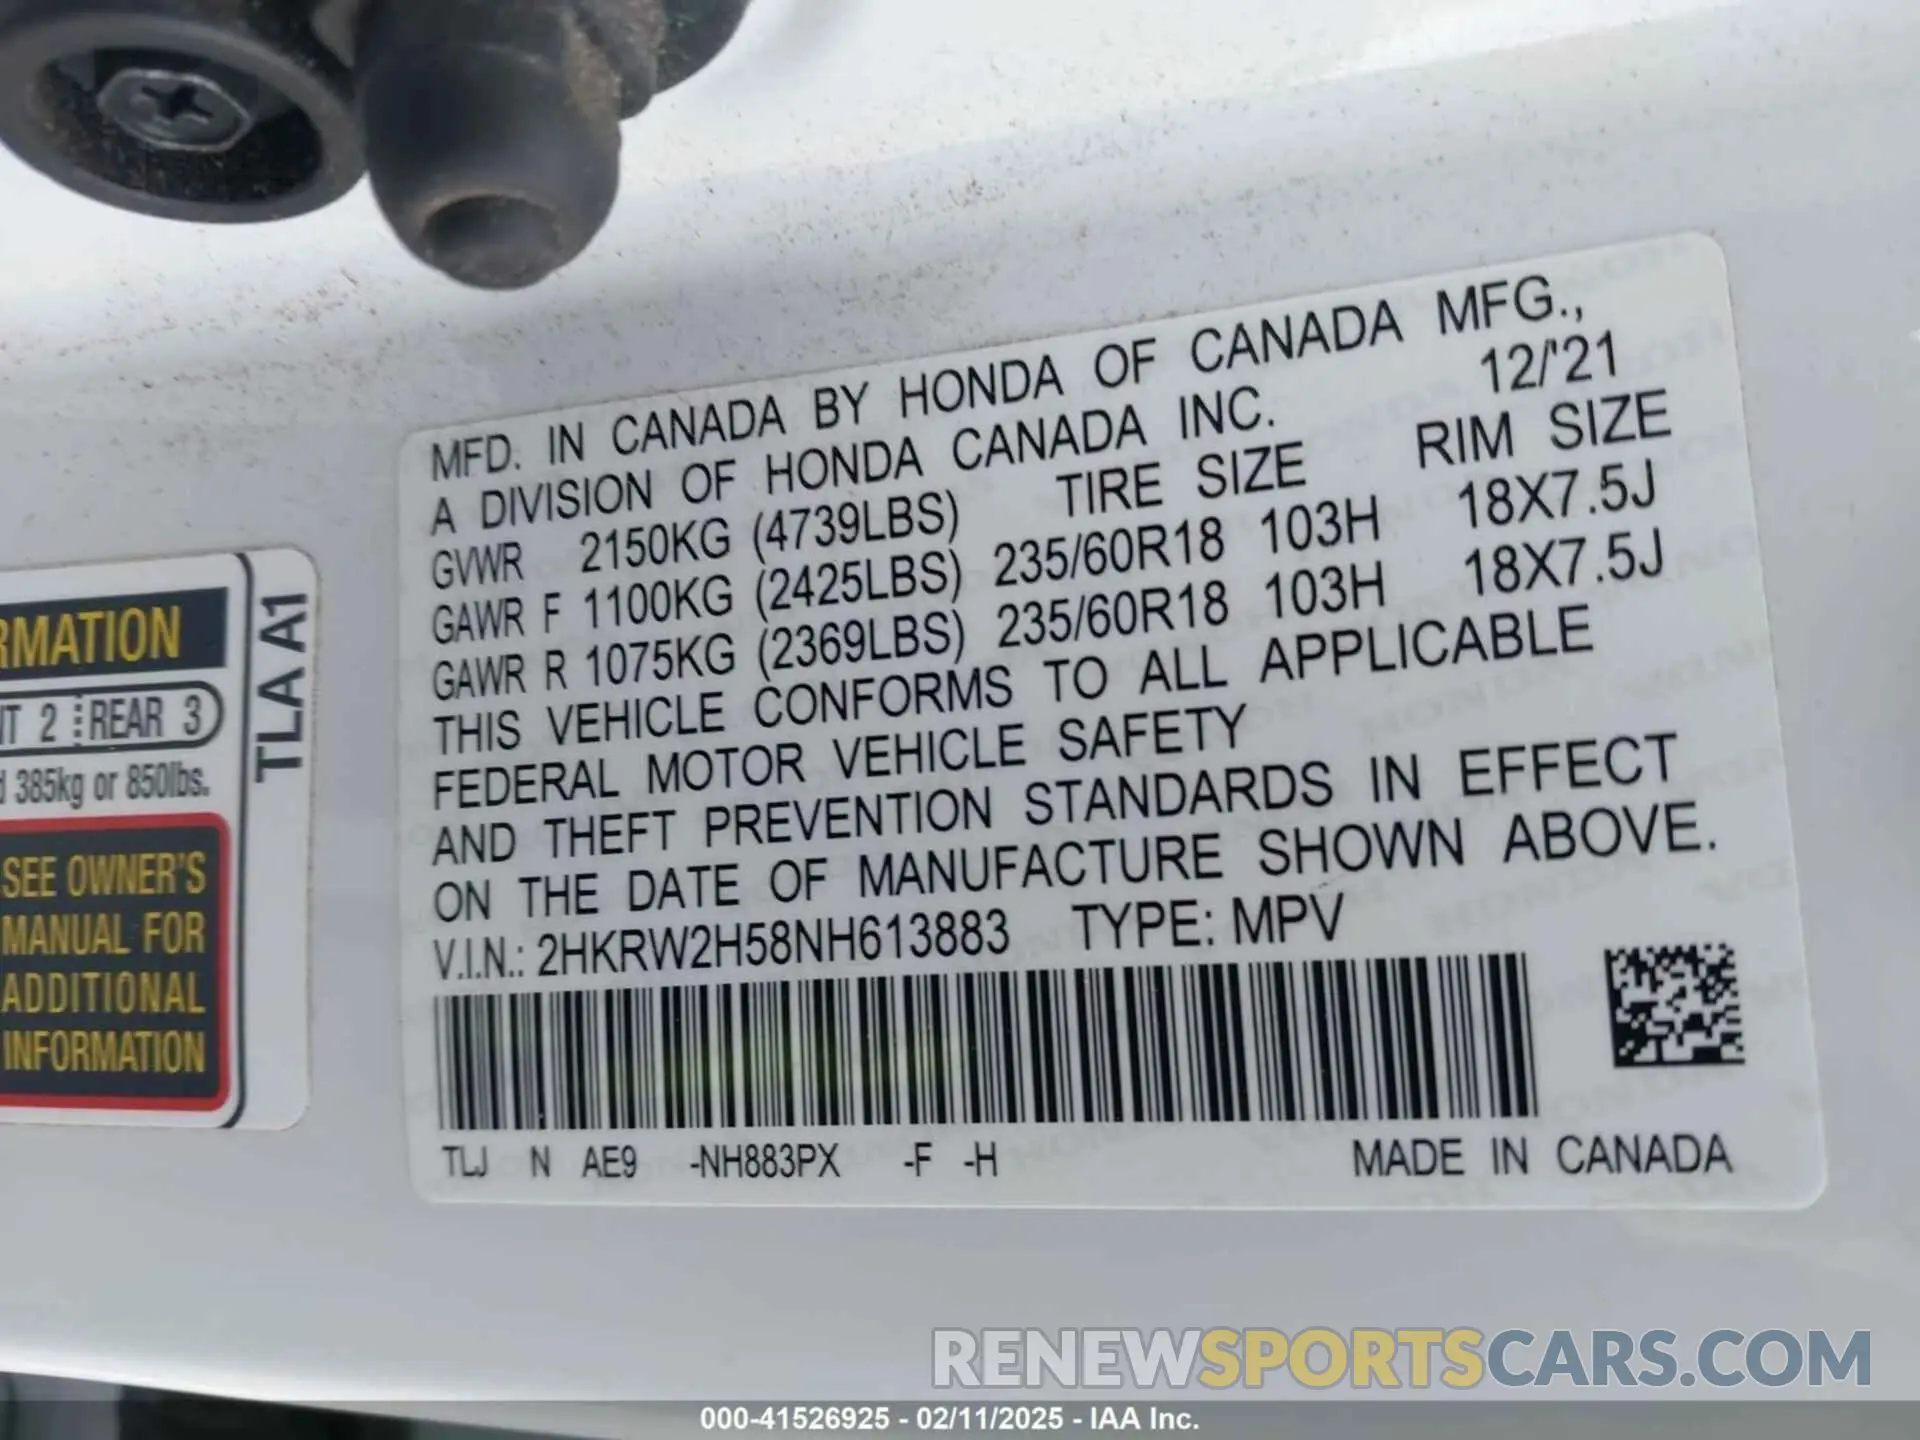 MFD. IN CANADA BY HONDA OF CANADA MFG.,
A DIVISION OF HONDA CANADA INC. 12/'21
GVWR 2150KG (4739LBS) TIRE SIZE RIM SIZE
GAWR F 1100KG (2425LBS) 235/60R18 103H 18X7.5J
GAWR R 1075KG (2369LBS) 235/60R18 103H 18X7.5J
THIS VEHICLE CONFORMS TO ALL APPLICABLE
FEDERAL MOTOR VEHICLE SAFETY
AND THEFT PREVENTION STANDARDS IN EFFECT
ON THE DATE OF MANUFACTURE SHOWN ABOVE.
V.I.N.: 2HKRW2H58NH613883 TYPE: MPV
TLJ N AE9 -NH883PX -F -H MADE IN CANADA
RMATION
NT 2 REAR 3
d 385kg or 850lbs.
SEE OWNER'S
MANUAL FOR
ADDITIONAL
INFORMATION
TLA A1
RENEWSPORTSCARS.COM
000-41526925 - 02/11/2025 - IAA Inc.